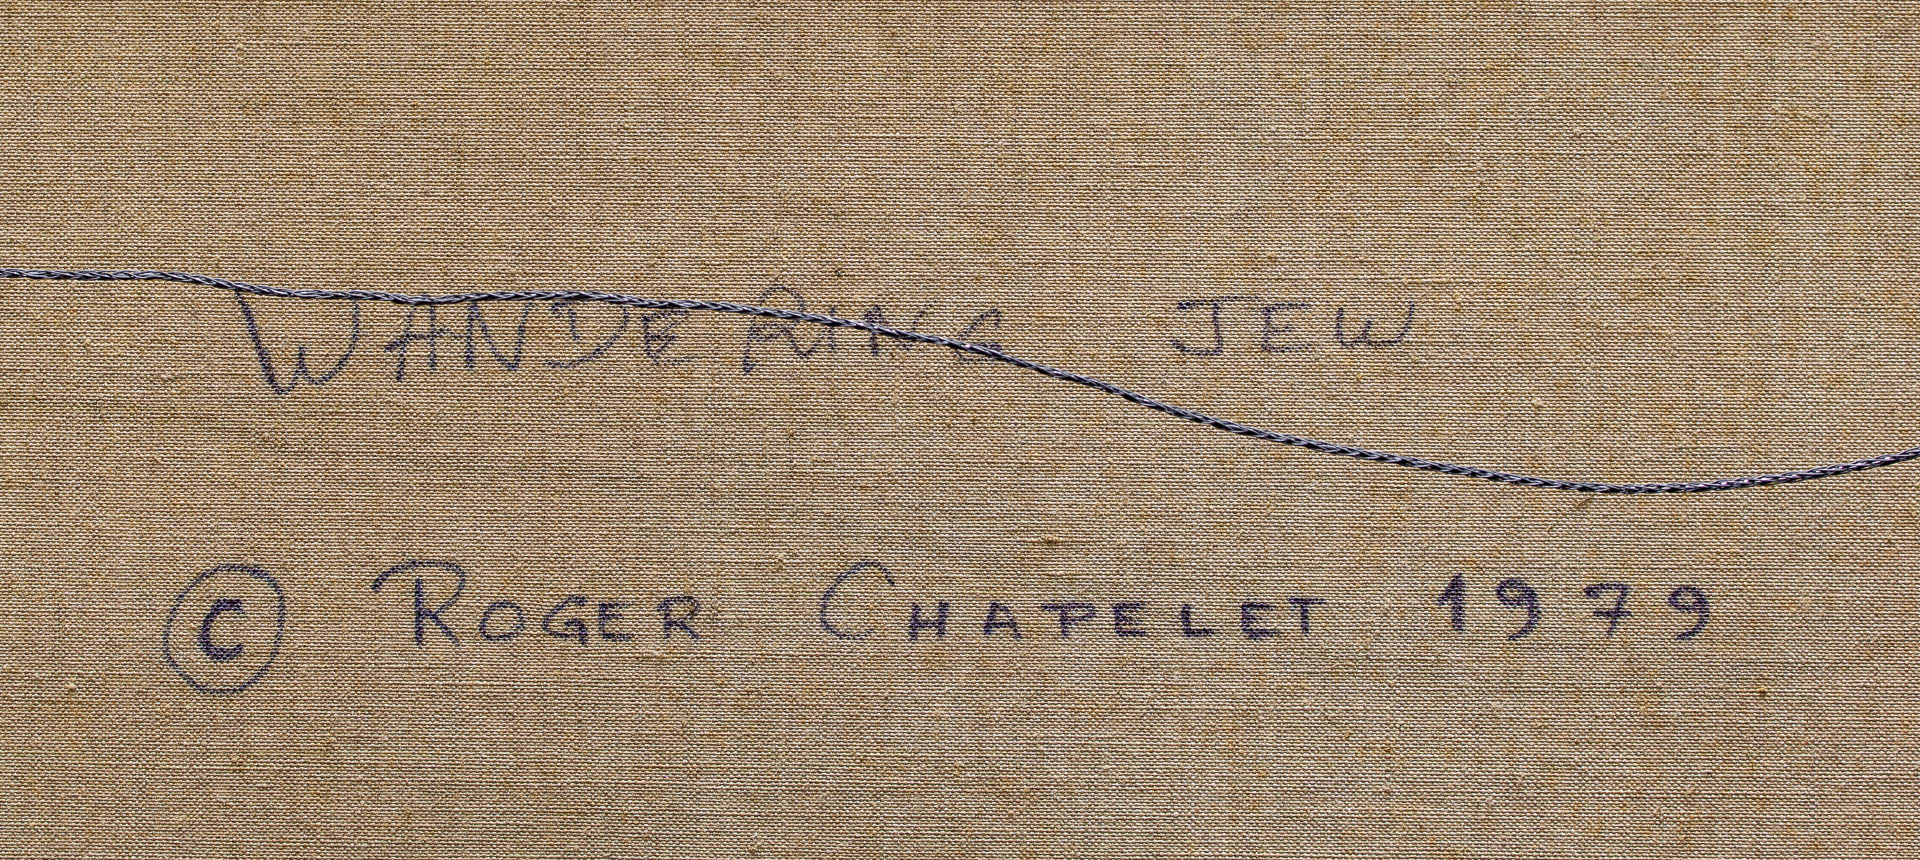 WANDERING JEW
© ROGER CHAPELET 1979